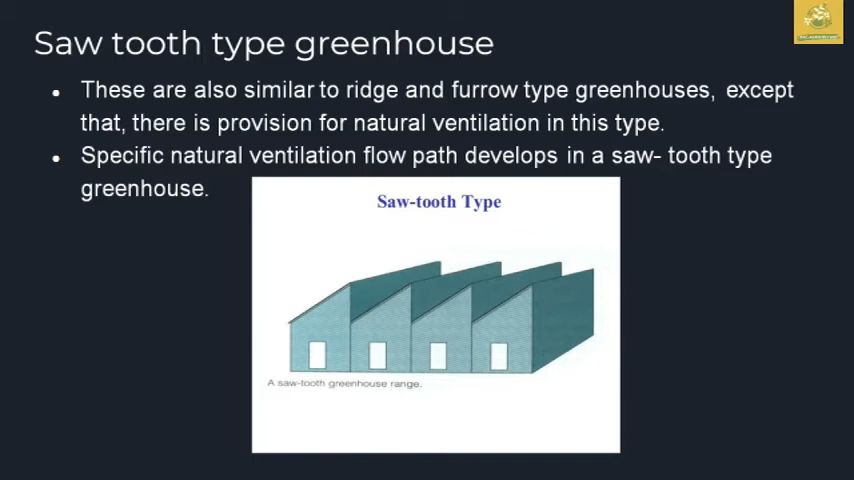 Saw tooth type greenhouse
● These are also similar to ridge and furrow type greenhouses, except
that, there is provision for natural ventilation in this type.
● Specific natural ventilation flow path develops in a saw- tooth type
greenhouse.
Saw-tooth Type
A saw-tooth greenhouse range.